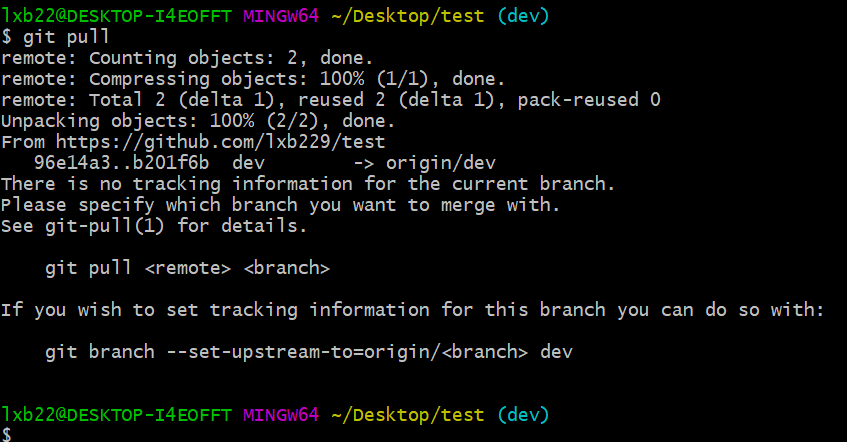 lxb22@DESKTOP-I4EOFFT MINGW64 ~/Desktop/test (dev)
$ git pull
remote: Counting objects: 2, done.
remote: Compressing objects: 100% (1/1), done.
remote: Total 2 (delta 1), reused 2 (delta 1), pack-reused 0
Unpacking objects: 100% (2/2), done.
From https://github.com/lxb229/test
   96e14a3..b201f6b  dev        -> origin/dev
There is no tracking information for the current branch.
Please specify which branch you want to merge with.
See git-pull(1) for details.

    git pull <remote> <branch>

If you wish to set tracking information for this branch you can do so with:

    git branch --set-upstream-to=origin/<branch> dev

lxb22@DESKTOP-I4EOFFT MINGW64 ~/Desktop/test (dev)
$